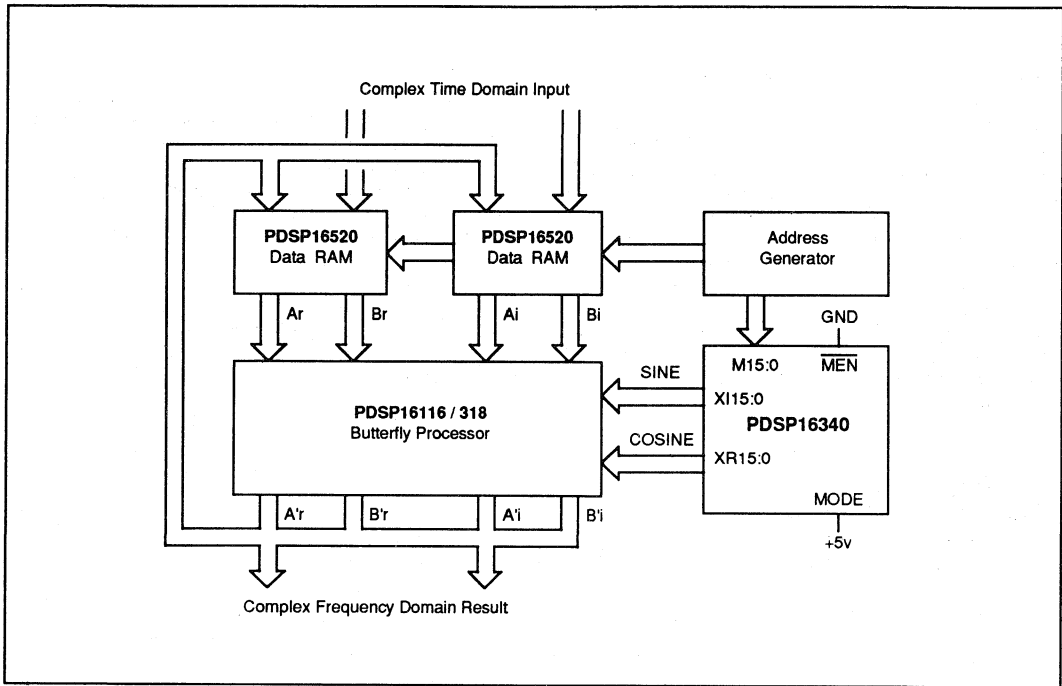 Complex Time Domain Input
PDSP16520
Data RAM
PDSP16520
Data RAM
Address
Generator
Ar
Br
Ai
Bi
GND
M15:0
MEN
SINE
XI15:0
PDSP16116 / 318
Butterfly Processor
PDSP16340
COSINE
XR15:0
MODE
A'r
B'r
A'i
B'i
+5v
Complex Frequency Domain Result